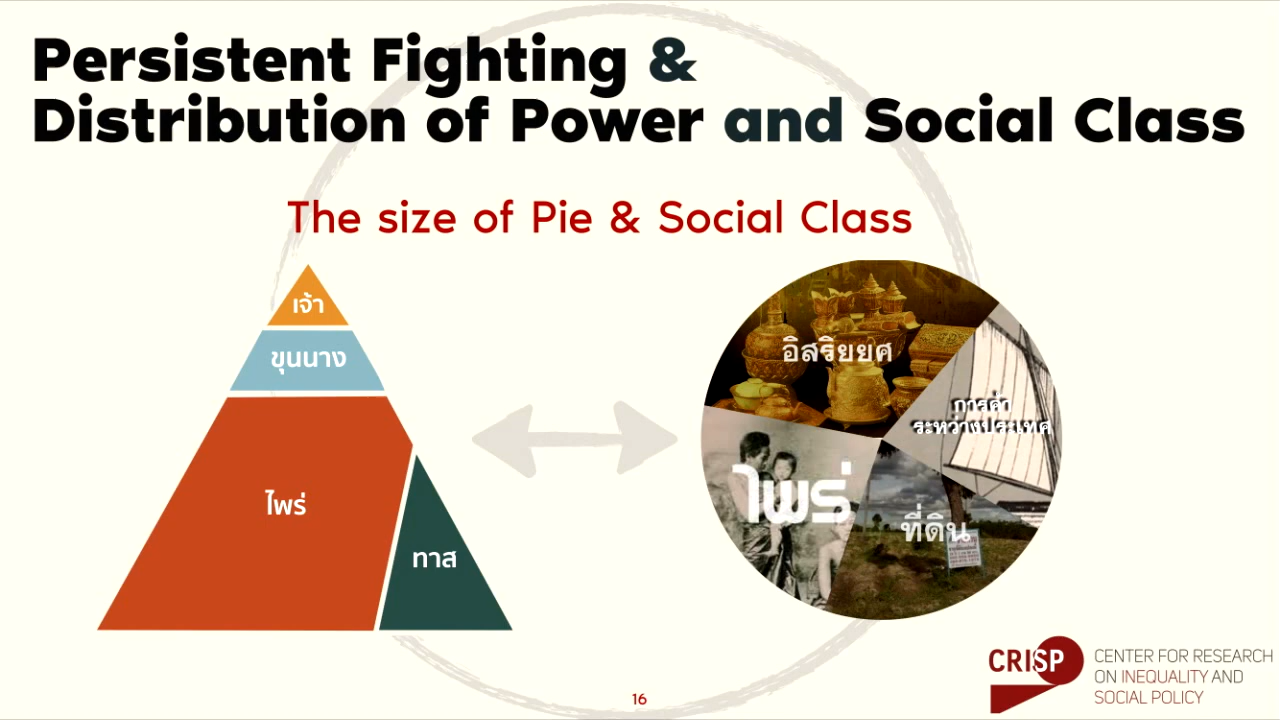 Persistent Fighting &
Distribution of Power and Social Class
The size of Pie & Social Class
เจ้า
ขุนนาง
ไพร่
ทาส
อิสริยยศ
การค้า
ระหว่างประเทศ
ไพร่
ที่ดิน
16
CRISP
CENTER FOR RESEARCH
ON INEQUALITY AND
SOCIAL POLICY